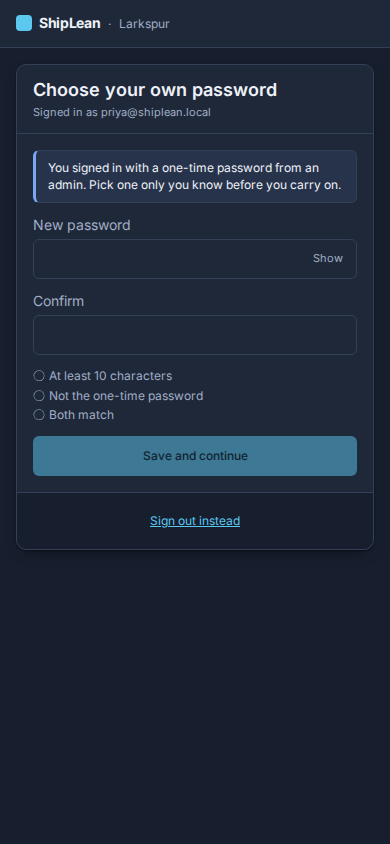 ShipLean · Larkspur
Choose your own password
Signed in as priya@shiplean.local
You signed in with a one-time password from an
admin. Pick one only you know before you carry on.
New password
Show
Confirm
At least 10 characters
Not the one-time password
Both match
Save and continue
Sign out instead